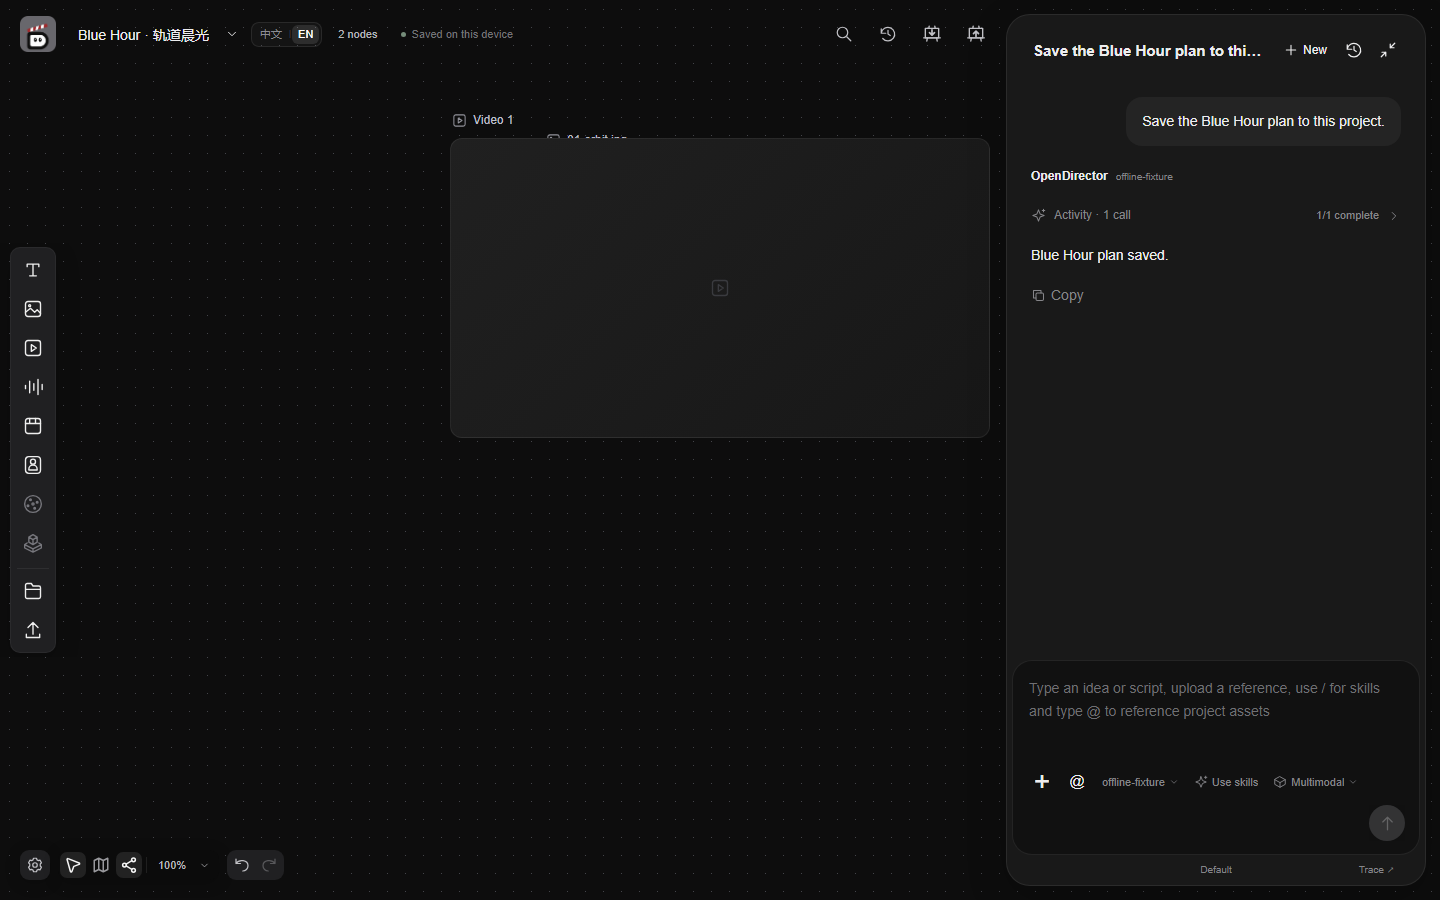 Blue Hour · 轨道晨光
中文 EN
2 nodes
Saved on this device
Save the Blue Hour plan to thi...
New
Video 1
Save the Blue Hour plan to this project.
OpenDirector offline-fixture
Activity · 1 call
1/1 complete
Blue Hour plan saved.
Copy
Type an idea or script, upload a reference, use / for skills
and type @ to reference project assets
@ offline-fixture Use skills Multimodal
100%
Default
Trace